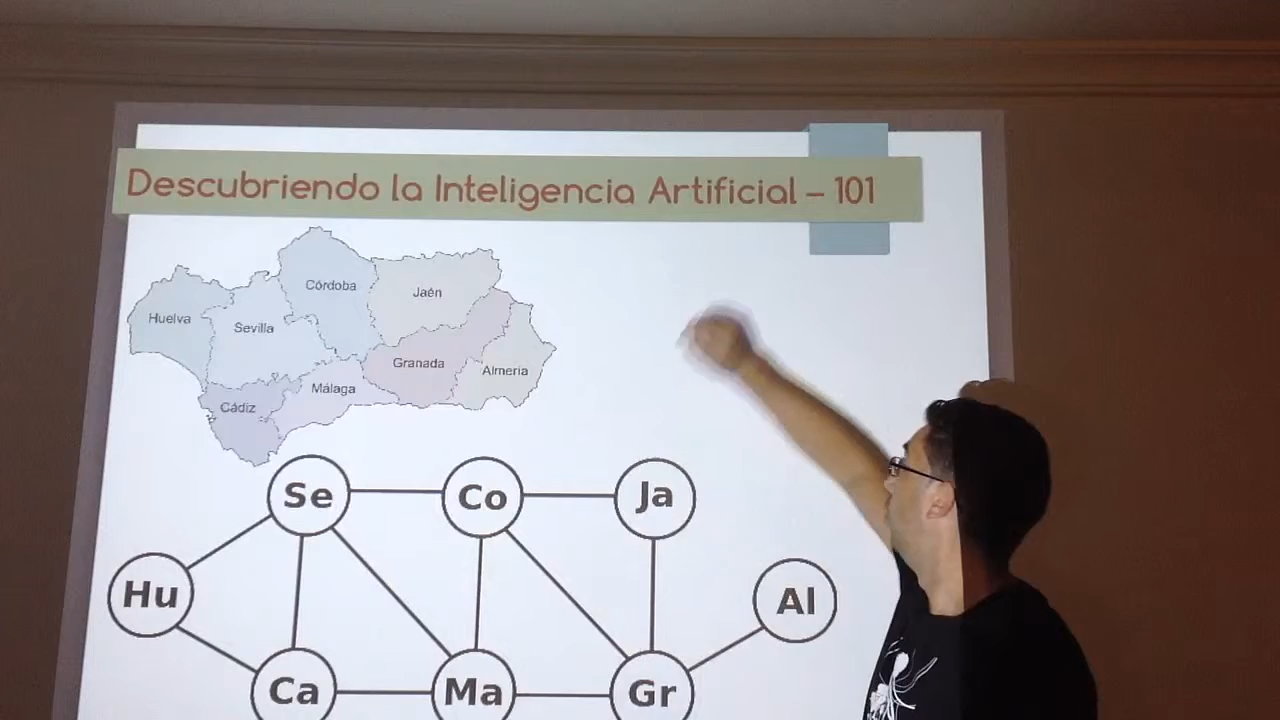 Descubriendo la Inteligencia Artificial – 101
Córdoba
Jaén
Huelva
Sevilla
Granada
Almería
Málaga
Cádiz
Se
Co
Ja
Hu
Al
Ca
Ma
Gr